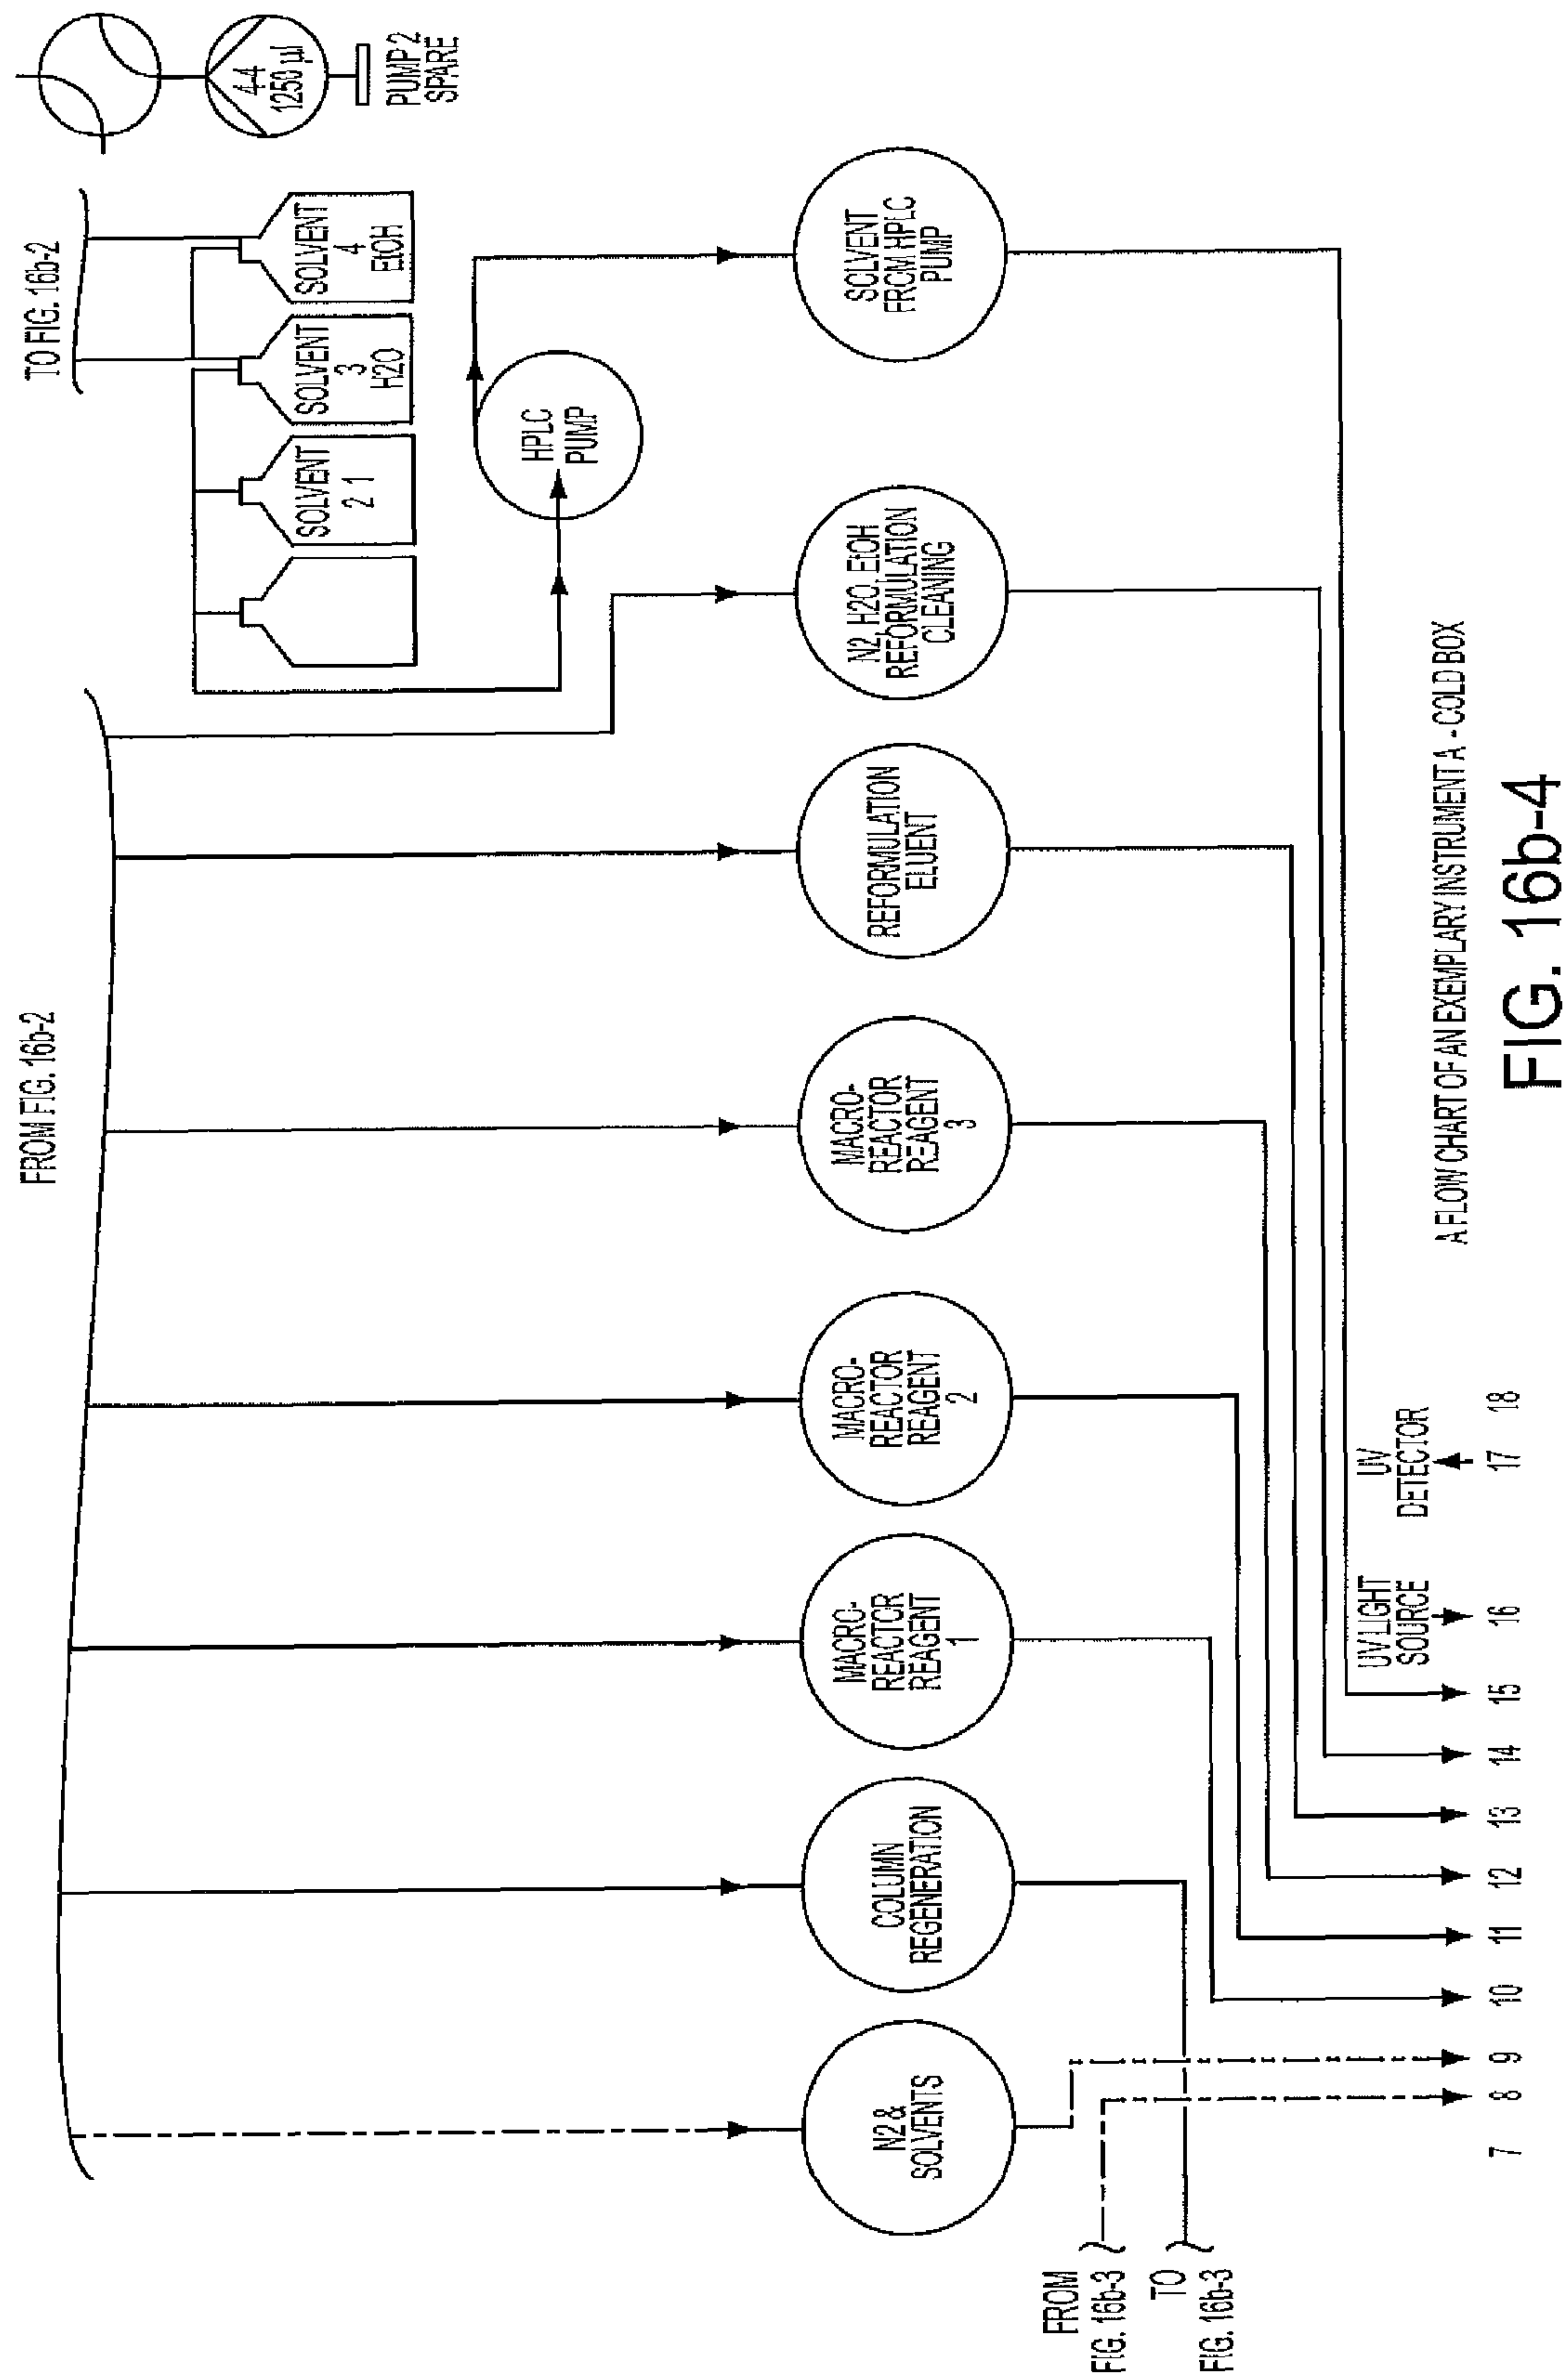 FROM FIG. 16b-2
TO FIG. 16b-2
4-4
1250 µl
PUMP 2
SPARE
SOLVENT
2 1
SOLVENT
3
H2O
SOLVENT
4
EtOH
HPLC
PUMP
N2 &
SOLVENTS
COLUMN
REGENERATION
MACRO-
REACTOR
REAGENT
1
MACRO-
REACTOR
REAGENT
2
MACRO-
REACTOR
REAGENT
3
REFORMULATION
ELUENT
N2, H2O, EtOH
REFORMULATION
CLEANING
SOLVENT
FROM HPLC
PUMP
FROM
FIG. 16b-3
TO
FIG. 16b-3
UV LIGHT
SOURCE
UV
DETECTOR
7 8 9 10 11 12 13 14 15 16 17 18
A FLOW CHART OF AN EXEMPLARY INSTRUMENT A - COLD BOX
FIG. 16b-4